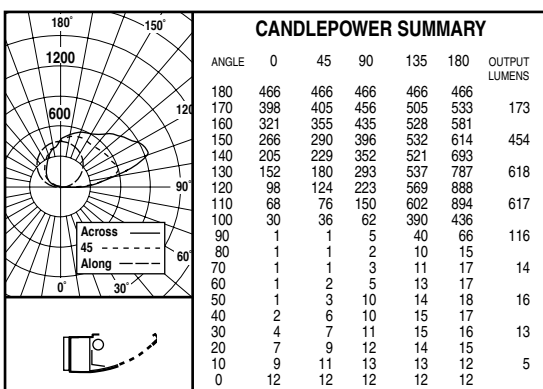 180° 150°
1200
120
600
90°
Across
45
Along
60°
0° 30°
CANDLEPOWER SUMMARY
ANGLE 0 45 90 135 180 OUTPUT LUMENS
180 466 466 466 466 466
170 398 405 456 505 533 173
160 321 355 435 528 581
150 266 290 396 532 614 454
140 205 229 352 521 693
130 152 180 293 537 787 618
120 98 124 223 569 888
110 68 76 150 602 894 617
100 30 36 62 390 436
90 1 1 5 40 66 116
80 1 1 2 10 15
70 1 1 3 11 17 14
60 1 2 5 13 17
50 1 3 10 14 18 16
40 2 6 10 15 17
30 4 7 11 15 16 13
20 7 9 12 14 15
10 9 11 13 13 12 5
0 12 12 12 12 12